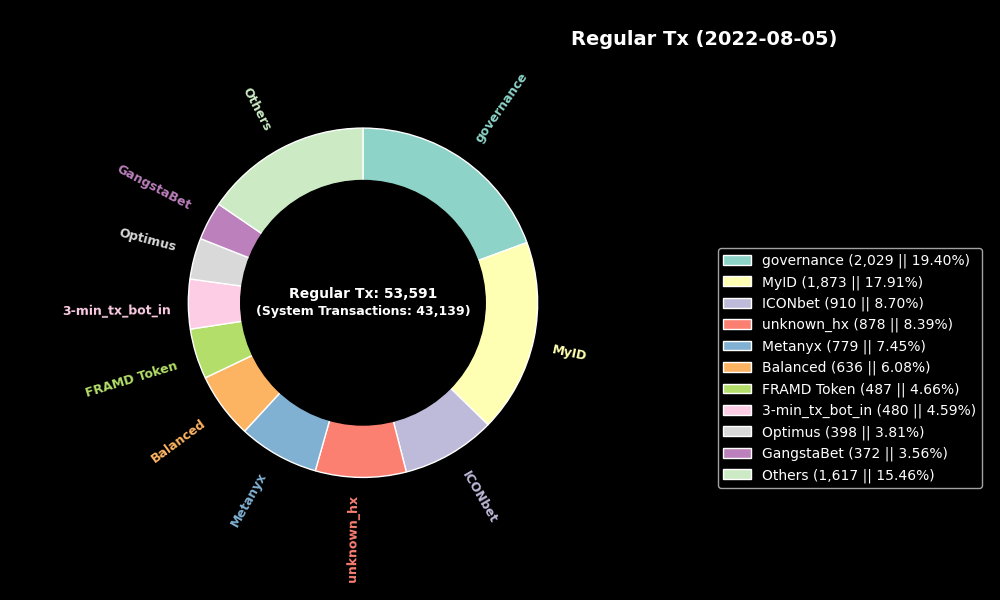 Regular Tx (2022-08-05)
governance
Others
GangstaBet
Optimus
3-min_tx_bot_in
FRAMD Token
Balanced
Metanyx
unknown_hx
ICONbet
MyID
Regular Tx: 53,591
(System Transactions: 43,139)
governance (2,029 || 19.40%)
MyID (1,873 || 17.91%)
ICONbet (910 || 8.70%)
unknown_hx (878 || 8.39%)
Metanyx (779 || 7.45%)
Balanced (636 || 6.08%)
FRAMD Token (487 || 4.66%)
3-min_tx_bot_in (480 || 4.59%)
Optimus (398 || 3.81%)
GangstaBet (372 || 3.56%)
Others (1,617 || 15.46%)